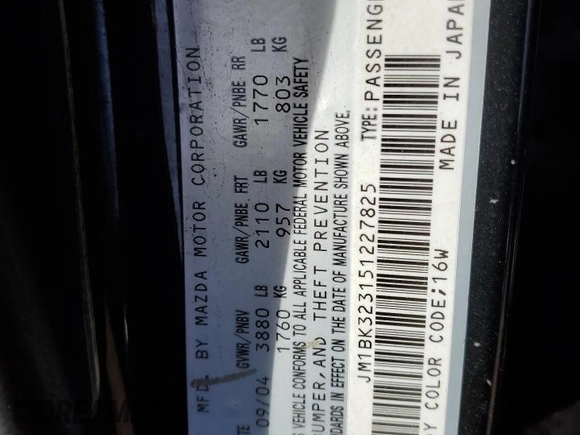 MFD. BY MAZDA MOTOR CORPORATION
GVWR/PNBV GAWR/PNBE FRT GAWR/PNBE RR
09/04 3880 LB 2110 LB 1770 LB
1760 KG 957 KG 803 KG
VEHICLE CONFORMS TO ALL APPLICABLE FEDERAL MOTOR VEHICLE SAFETY
BUMPER, AND THEFT PREVENTION
STANDARDS IN EFFECT ON THE DATE OF MANUFACTURE SHOWN ABOVE.
JM1BK323151227825 TYPE: PASSENGE
COLOR CODE;16W MADE IN JAPAN